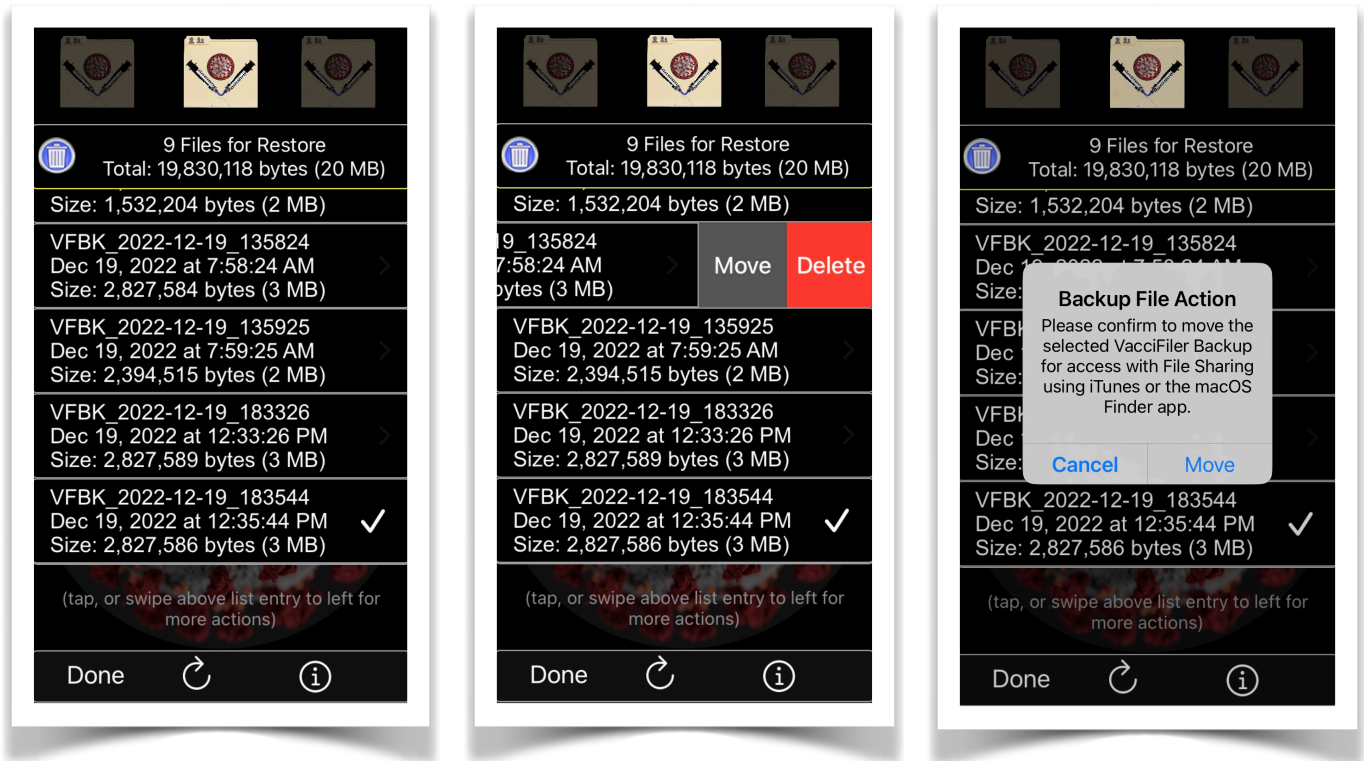 9 Files for Restore
Total: 19,830,118 bytes (20 MB)
Size: 1,532,204 bytes (2 MB)
VFBK_2022-12-19_135824
Dec 19, 2022 at 7:58:24 AM
Size: 2,827,584 bytes (3 MB)
VFBK_2022-12-19_135925
Dec 19, 2022 at 7:59:25 AM
Size: 2,394,515 bytes (2 MB)
VFBK_2022-12-19_183326
Dec 19, 2022 at 12:33:26 PM
Size: 2,827,589 bytes (3 MB)
VFBK_2022-12-19_183544
Dec 19, 2022 at 12:35:44 PM
Size: 2,827,586 bytes (3 MB)
(tap, or swipe above list entry to left for
more actions)
Done
9 Files for Restore
Total: 19,830,118 bytes (20 MB)
Size: 1,532,204 bytes (2 MB)
19_135824
7:58:24 AM
bytes (3 MB)
Move
Delete
VFBK_2022-12-19_135925
Dec 19, 2022 at 7:59:25 AM
Size: 2,394,515 bytes (2 MB)
VFBK_2022-12-19_183326
Dec 19, 2022 at 12:33:26 PM
Size: 2,827,589 bytes (3 MB)
VFBK_2022-12-19_183544
Dec 19, 2022 at 12:35:44 PM
Size: 2,827,586 bytes (3 MB)
(tap, or swipe above list entry to left for
more actions)
Done
9 Files for Restore
Total: 19,830,118 bytes (20 MB)
Size: 1,532,204 bytes (2 MB)
VFBK_2022-12-19_135824
Dec
Size:
VFBK
Dec
Size:
VFBK
Dec
Size:
Backup File Action
Please confirm to move the
selected VacciFiler Backup
for access with File Sharing
using iTunes or the macOS
Finder app.
Cancel
Move
VFBK_2022-12-19_183544
Dec 19, 2022 at 12:35:44 PM
Size: 2,827,586 bytes (3 MB)
(tap, or swipe above list entry to left for
more actions)
Done